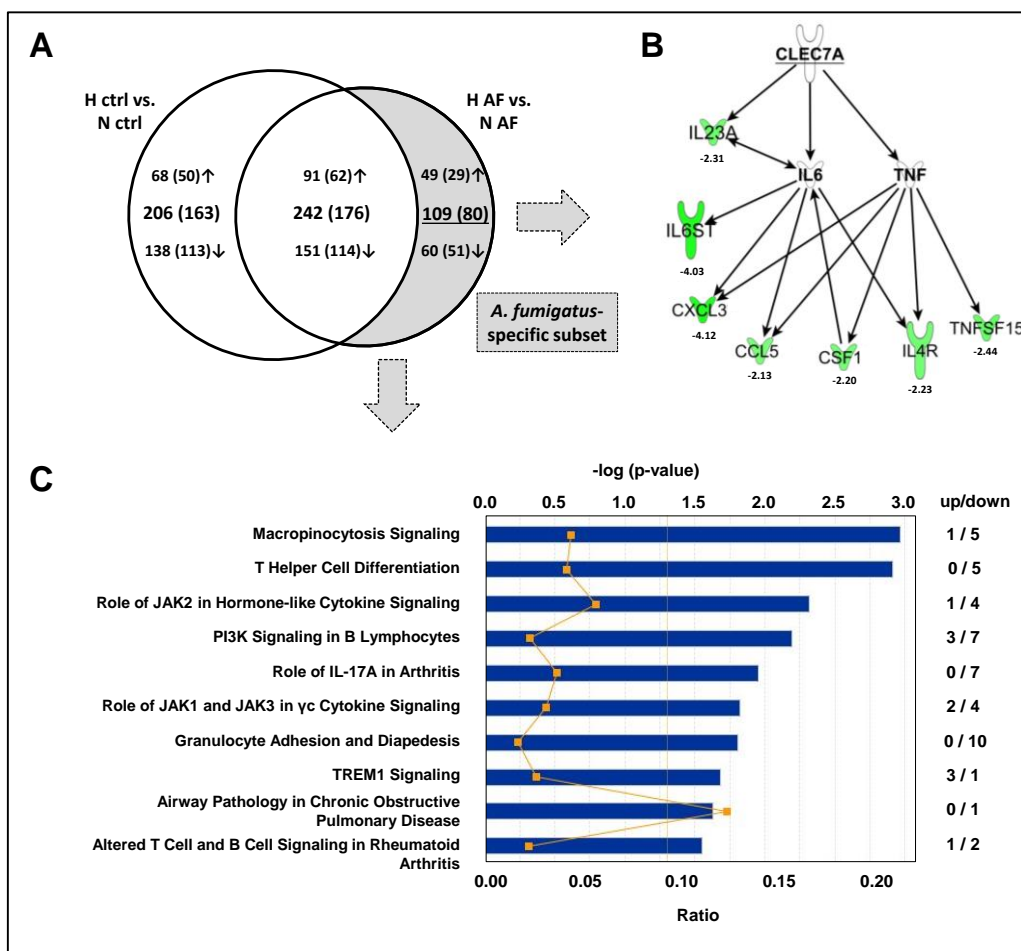 A
H ctrl vs.
N ctrl
H AF vs.
N AF
68 (50)↑
91 (62)↑
49 (29)↑
206 (163)
242 (176)
109 (80)
138 (113)↓
151 (114)↓
60 (51)↓
A. fumigatus-
specific subset
B
CLEC7A
IL23A
-2.31
IL6
TNF
IL6ST
-4.03
CXCL3
-4.12
CCL5
-2.13
CSF1
-2.20
IL4R
-2.23
TNFSF15
-2.44
C
-log (p-value)
0.0 0.5 1.0 1.5 2.0 2.5 3.0 up/down
Macropinocytosis Signaling 1 / 5
T Helper Cell Differentiation 0 / 5
Role of JAK2 in Hormone-like Cytokine Signaling 1 / 4
PI3K Signaling in B Lymphocytes 3 / 7
Role of IL-17A in Arthritis 0 / 7
Role of JAK1 and JAK3 in γc Cytokine Signaling 2 / 4
Granulocyte Adhesion and Diapedesis 0 / 10
TREM1 Signaling 3 / 1
Airway Pathology in Chronic Obstructive
Pulmonary Disease 0 / 1
Altered T Cell and B Cell Signaling in Rheumatoid
Arthritis 1 / 2
0.00 0.05 0.10 0.15 0.20
Ratio